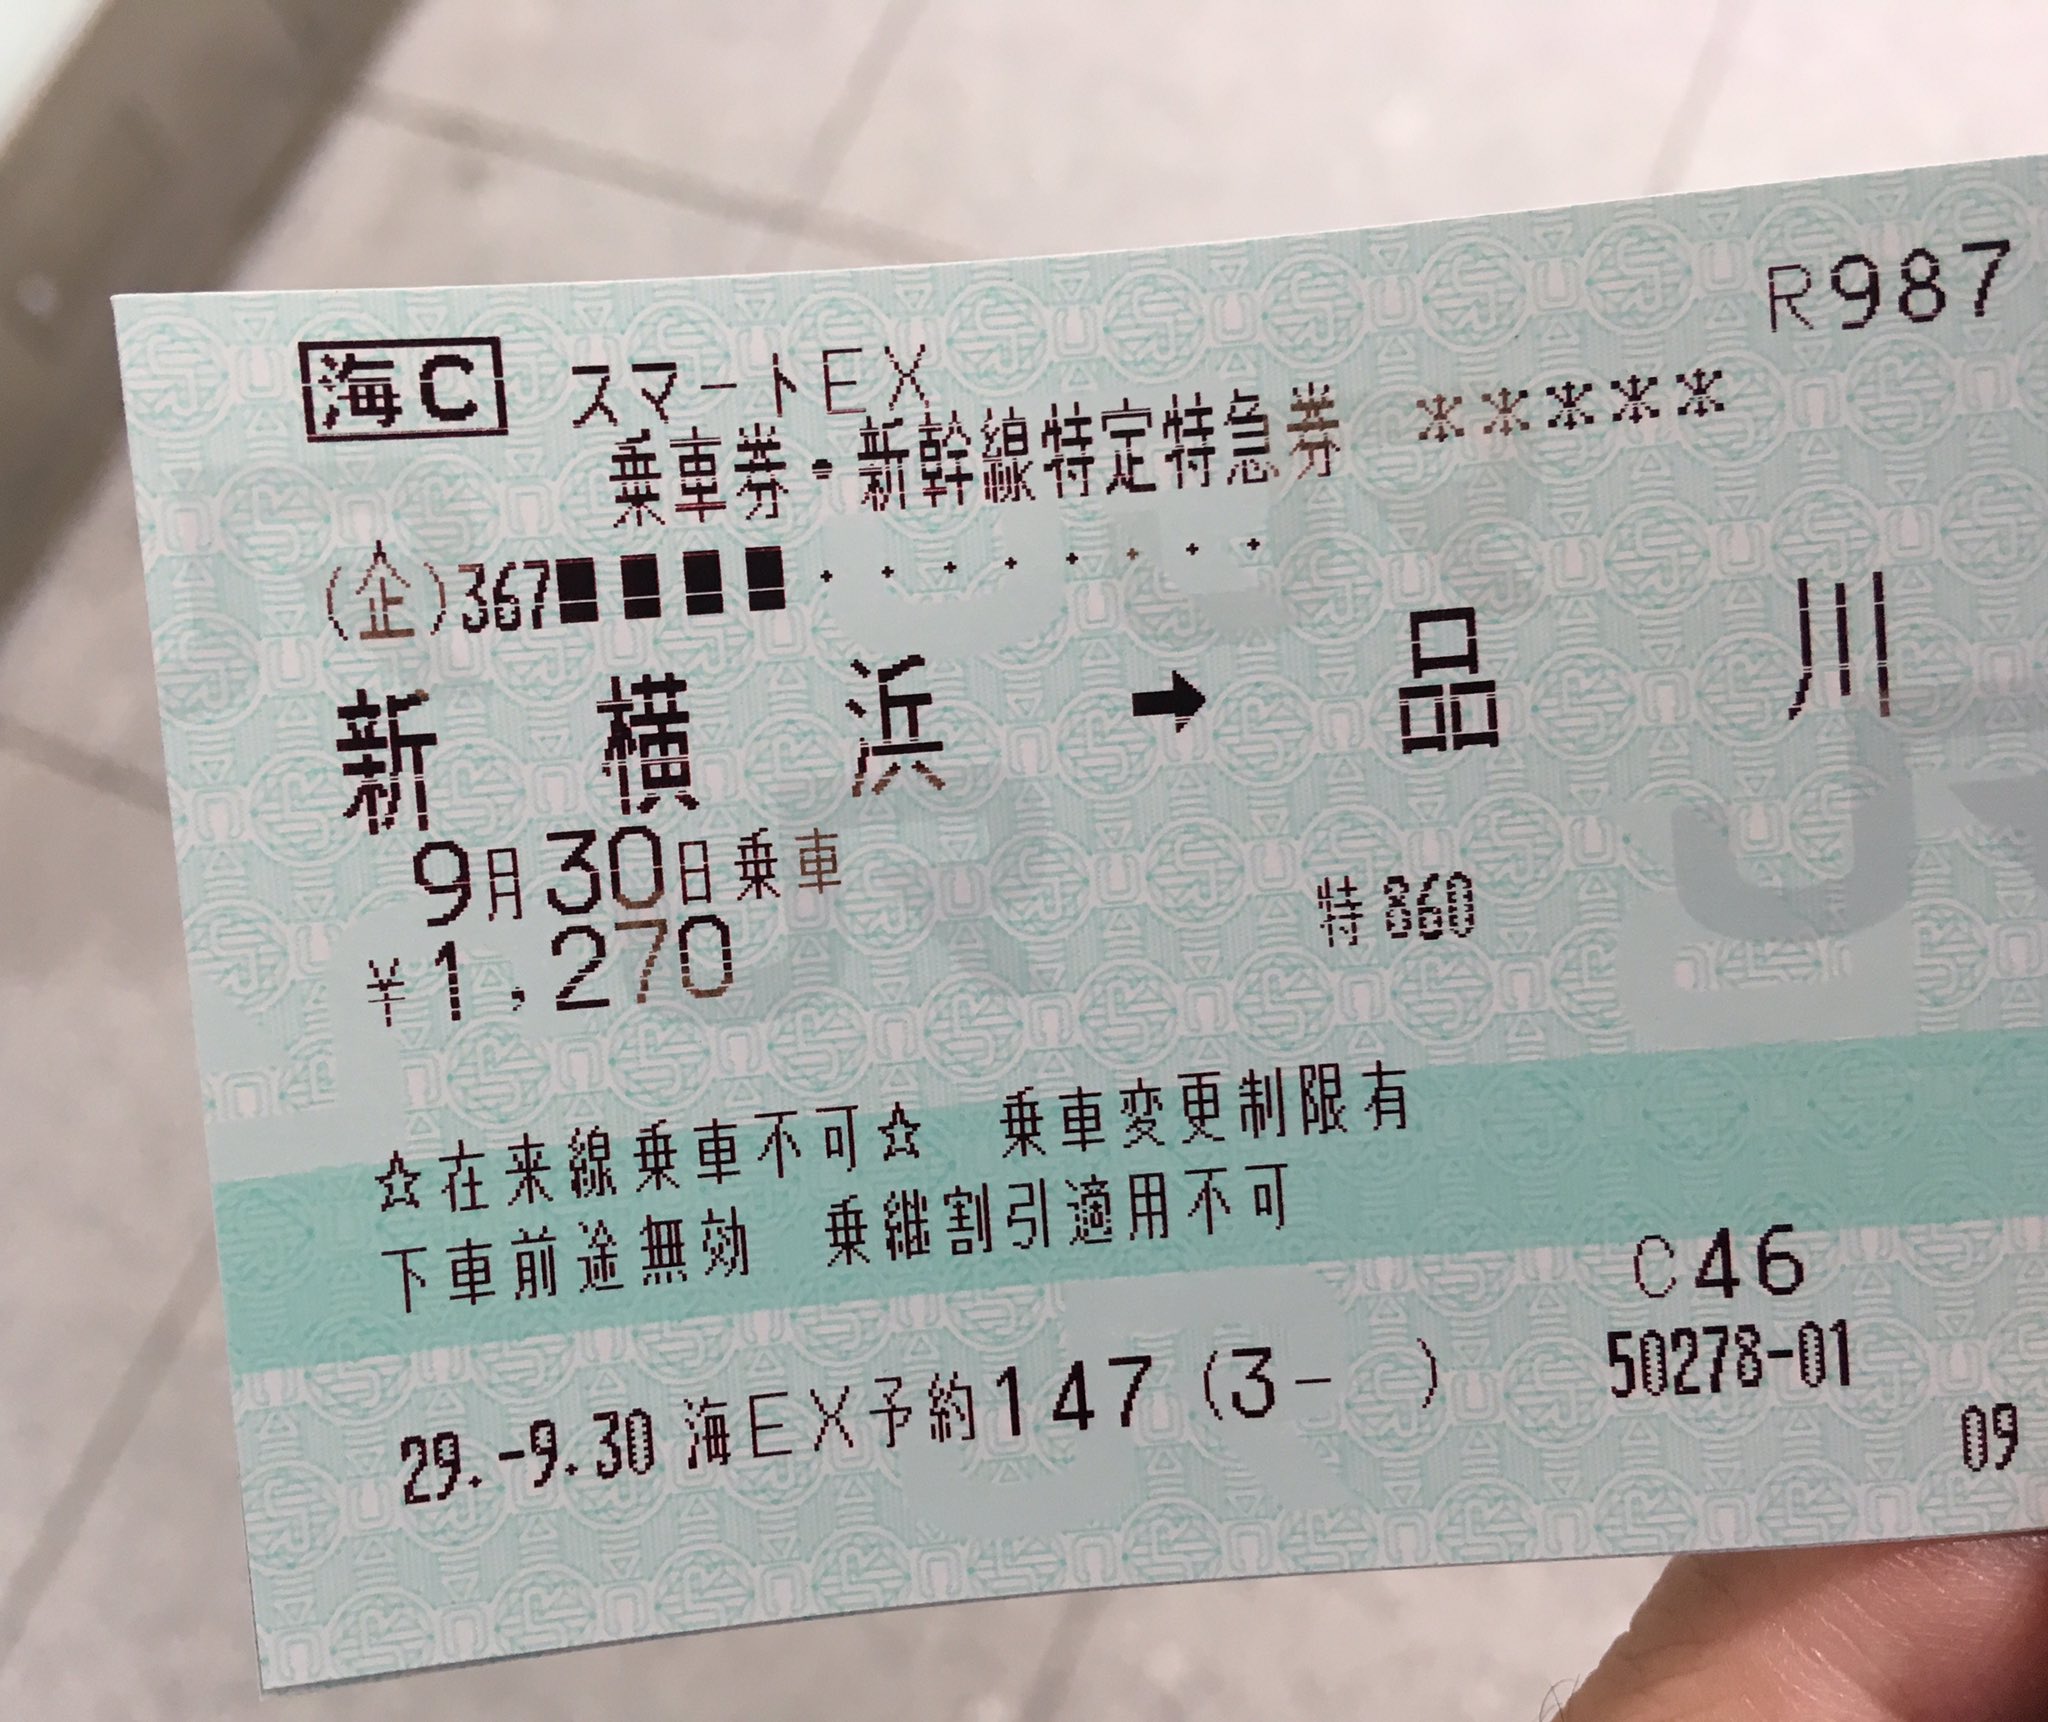 R987
海C スマートEX
乗車券・新幹線特定特急券 *****
(企)367■■■■・・・・・・・・
新横浜 → 品川
9月30日乗車
¥1,270 特860
☆在来線乗車不可☆ 乗車変更制限有
下車前途無効 乗継割引適用不可
C46
29.-9.30 海EX予約147 (3- ) 50278-01
09